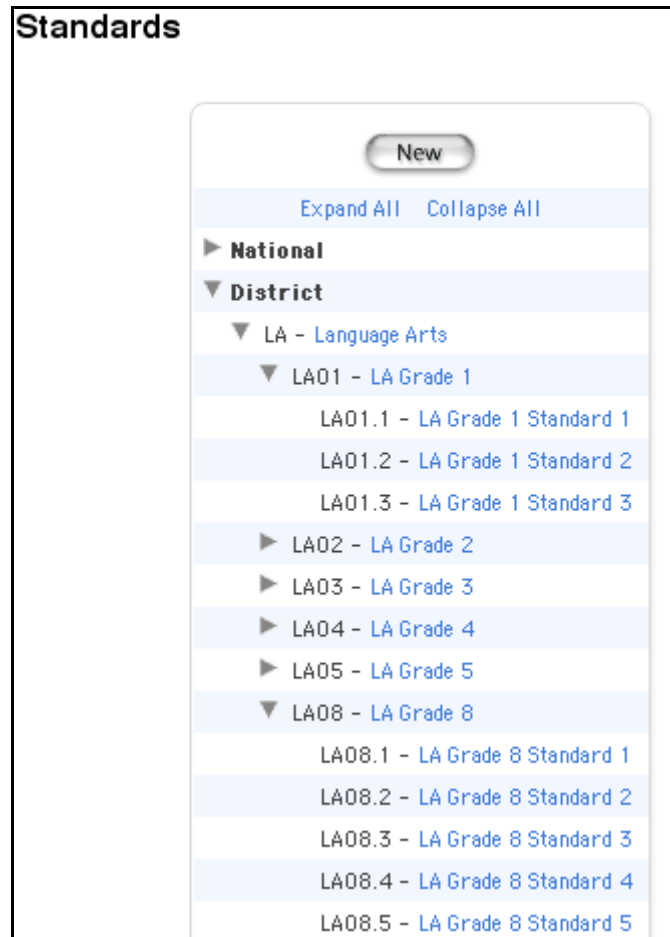 Standards
New
Expand All Collapse All
National
District
LA - Language Arts
LA01 - LA Grade 1
LA01.1 - LA Grade 1 Standard 1
LA01.2 - LA Grade 1 Standard 2
LA01.3 - LA Grade 1 Standard 3
LA02 - LA Grade 2
LA03 - LA Grade 3
LA04 - LA Grade 4
LA05 - LA Grade 5
LA08 - LA Grade 8
LA08.1 - LA Grade 8 Standard 1
LA08.2 - LA Grade 8 Standard 2
LA08.3 - LA Grade 8 Standard 3
LA08.4 - LA Grade 8 Standard 4
LA08.5 - LA Grade 8 Standard 5